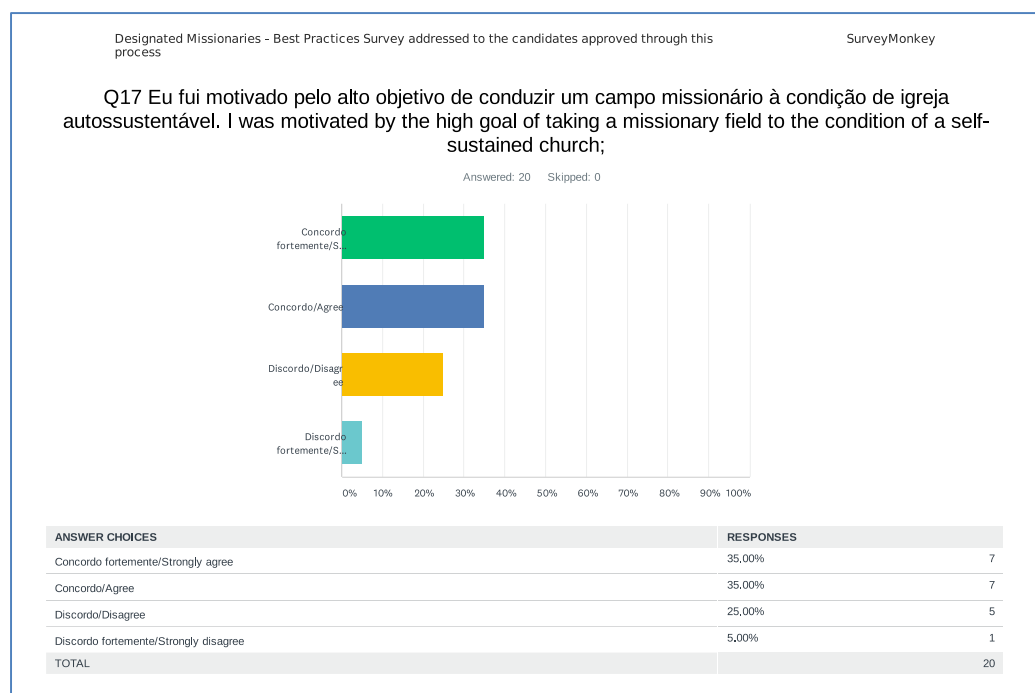 Designated Missionaries - Best Practices Survey addressed to the candidates approved through this
process
SurveyMonkey
Q17 Eu fui motivado pelo alto objetivo de conduzir um campo missionário à condição de igreja
autossustentável. I was motivated by the high goal of taking a missionary field to the condition of a self-
sustained church;
Answered: 20 Skipped: 0
Concordo
fortemente/S...
Concordo/Agree
Discordo/Disagr
ee
Discordo
fortemente/S...
0% 10% 20% 30% 40% 50% 60% 70% 80% 90% 100%
ANSWER CHOICES RESPONSES
Concordo fortemente/Strongly agree 35,00% 7
Concordo/Agree 35.00% 7
Discordo/Disagree 25,00% 5
Discordo fortemente/Strongly disagree 5.00% 1
TOTAL 20